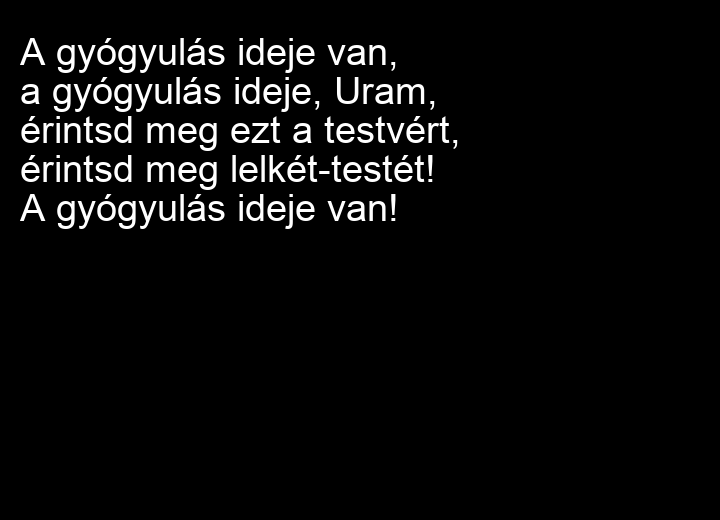 A gyógyulás ideje van,
a gyógyulás ideje, Uram,
érintsd meg ezt a testvért,
érintsd meg lelkét-testét!
A gyógyulás ideje van!